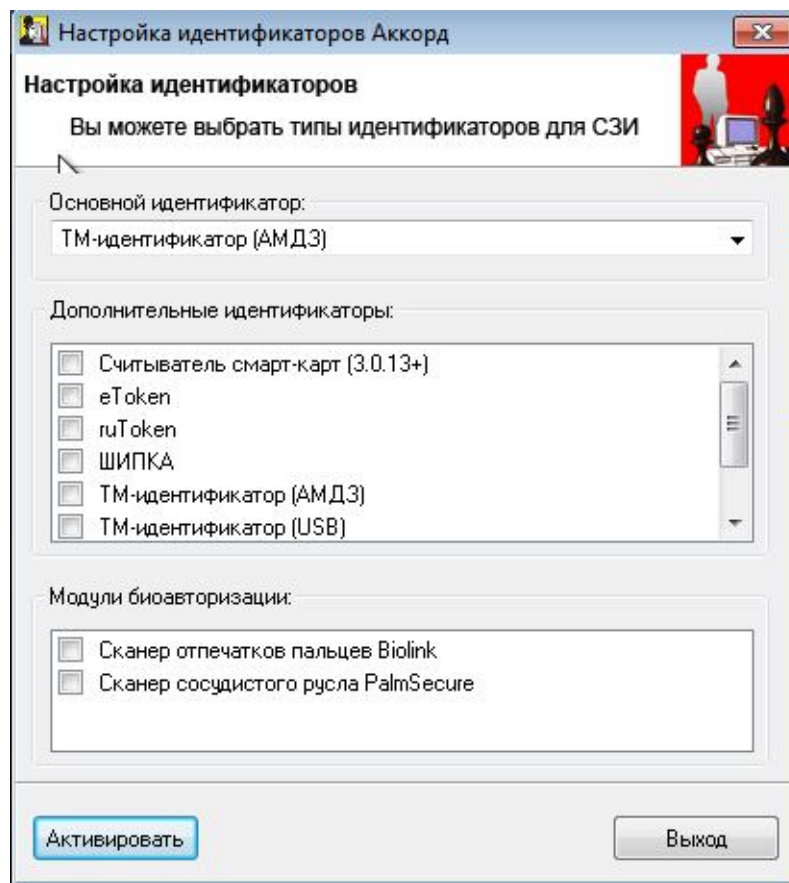 Настройка идентификаторов Аккорд
Настройка идентификаторов
Вы можете выбрать типы идентификаторов для СЗИ
Основной идентификатор:
ТМ-идентификатор (АМДЗ)
Дополнительные идентификаторы:
Считыватель смарт-карт (3.0.13+)
eToken
ruToken
ШИПКА
ТМ-идентификатор (АМДЗ)
ТМ-идентификатор (USB)
Модули биоавторизации:
Сканер отпечатков пальцев Biolink
Сканер сосудистого русла PalmSecure
Активировать
Выход